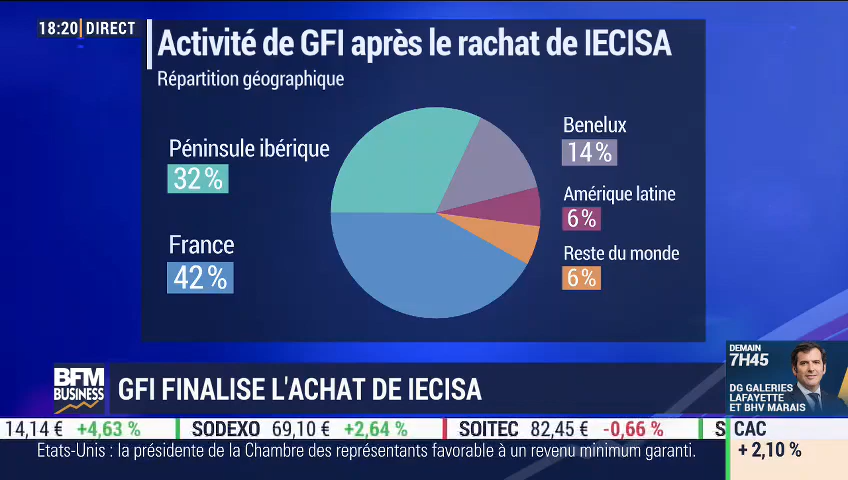 18:20 DIRECT
Activité de GFI après le rachat de IECISA
Répartition géographique
Péninsule ibérique
32%
France
42%
Benelux
14%
Amérique latine
6%
Reste du monde
6%
DEMAIN
7H45
DG GALERIES
LAFAYETTE
ET BHV MARAIS
BFM
BUSINESS
GFI FINALISE L'ACHAT DE IECISA
14,14 € +4,63 % SODEXO 69,10 € +2,64 % SOITEC 82,45 € -0,66 % S
CAC
+ 2,10 %
Etats-Unis : la présidente de la Chambre des représentants favorable à un revenu minimum garanti.